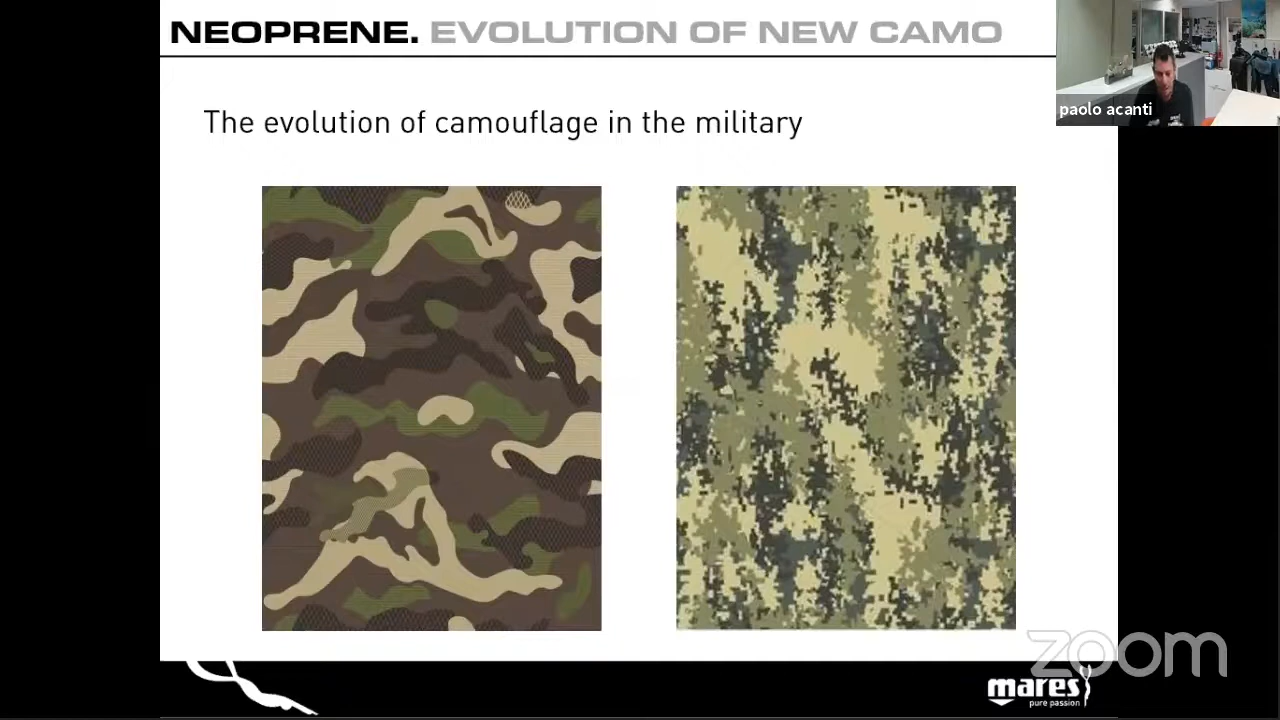 NEOPRENE. EVOLUTION OF NEW CAMO
paolo acanti
The evolution of camouflage in the military
zoom
mares
pure passion